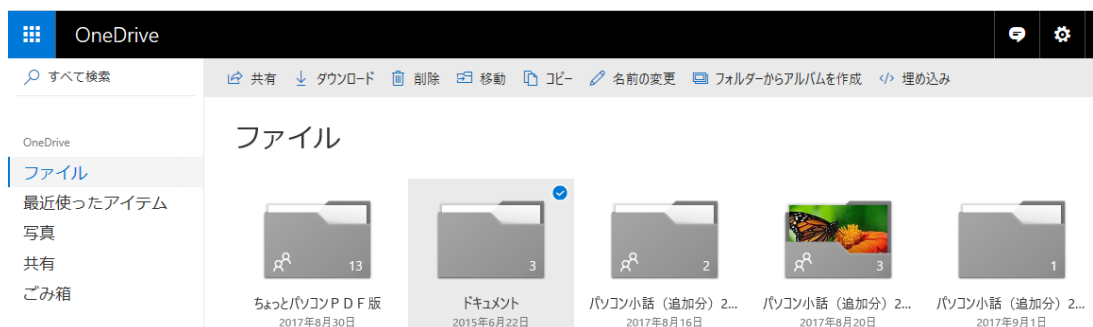 OneDrive
すべて検索
共有 ダウンロード 削除 移動 コピー 名前の変更 フォルダーからアルバムを作成 埋め込み
OneDrive
ファイル
最近使ったアイテム
写真
共有
ごみ箱
ファイル
13 3 2 3 1
ちょっとパソコンPDF版 ドキュメント パソコン小話（追加分）2... パソコン小話（追加分）2... パソコン小話（追加分）2...
2017年8月30日 2015年6月22日 2017年8月16日 2017年8月20日 2017年9月1日